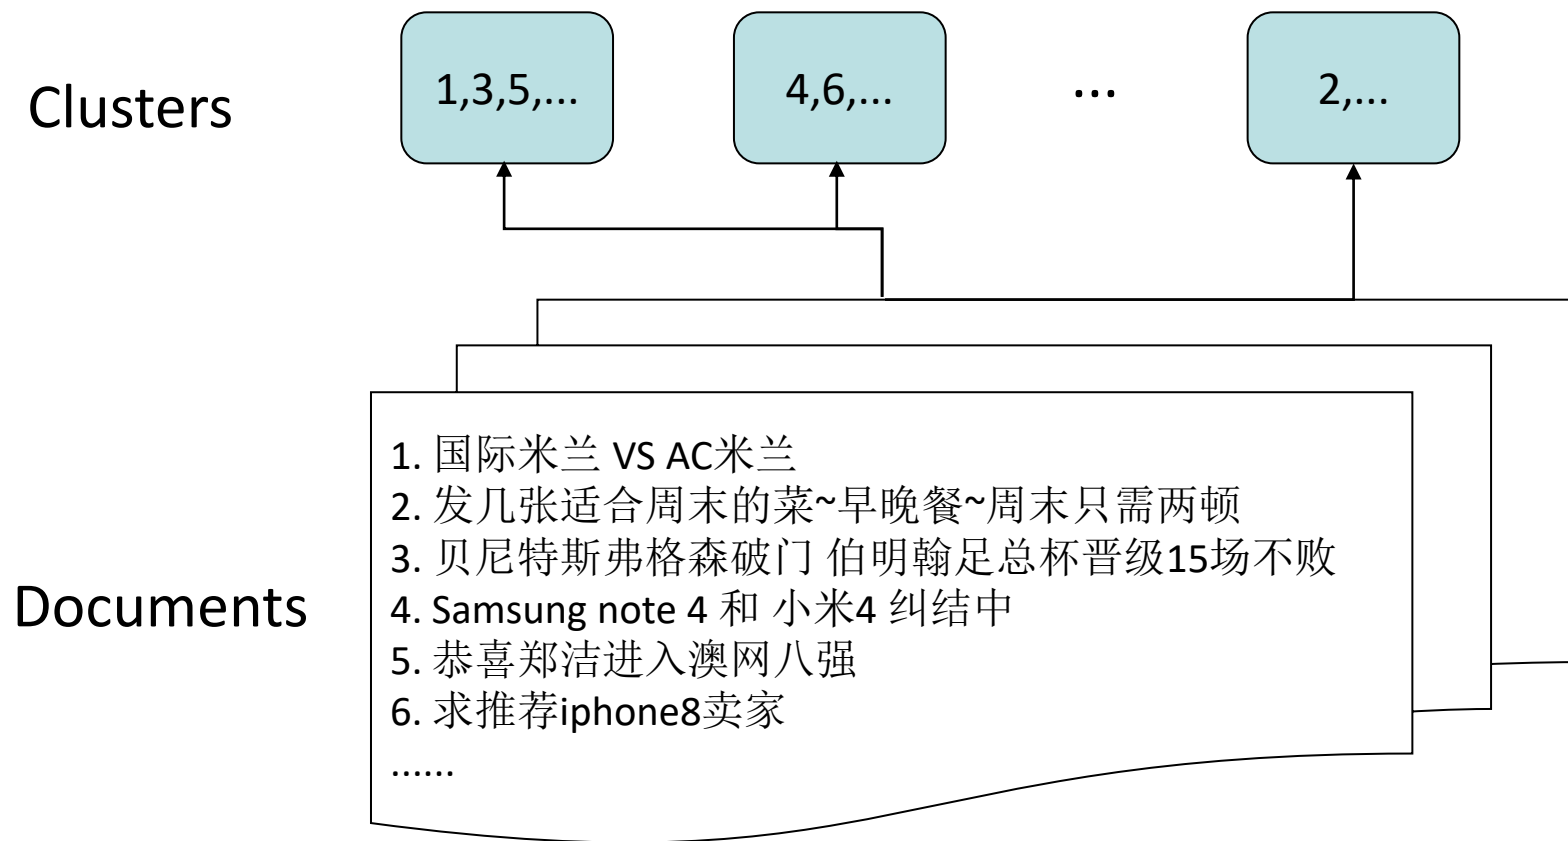 Clusters
1,3,5,...
4,6,...
...
2,...
Documents
1. 国际米兰 VS AC米兰
2. 发几张适合周末的菜~早晚餐~周末只需两顿
3. 贝尼特斯弗格森破门 伯明翰足总杯晋级15场不败
4. Samsung note 4 和 小米4 纠结中
5. 恭喜郑洁进入澳网八强
6. 求推荐iphone8卖家
......